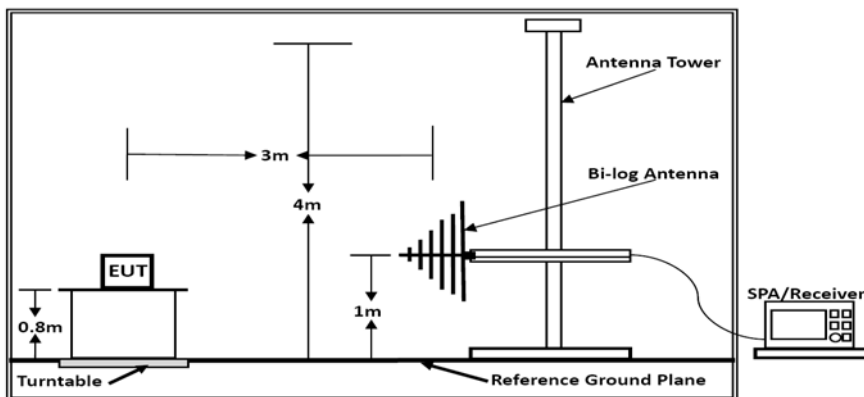 Antenna Tower
3m
Bi-log Antenna
4m
EUT
SPA/Receiver
0.8m
1m
Turntable
Reference Ground Plane